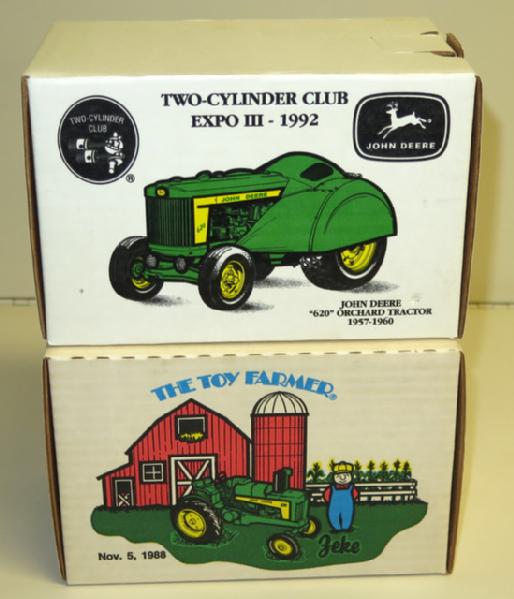 TWO-CYLINDER CLUB
EXPO III - 1992
TWO-CYLINDER
CLUB
®
JOHN DEERE
JOHN DEERE
620
JOHN DEERE
"620" ORCHARD TRACTOR
1957-1960
THE TOY FARMER®
Nov. 5, 1988
Zeke